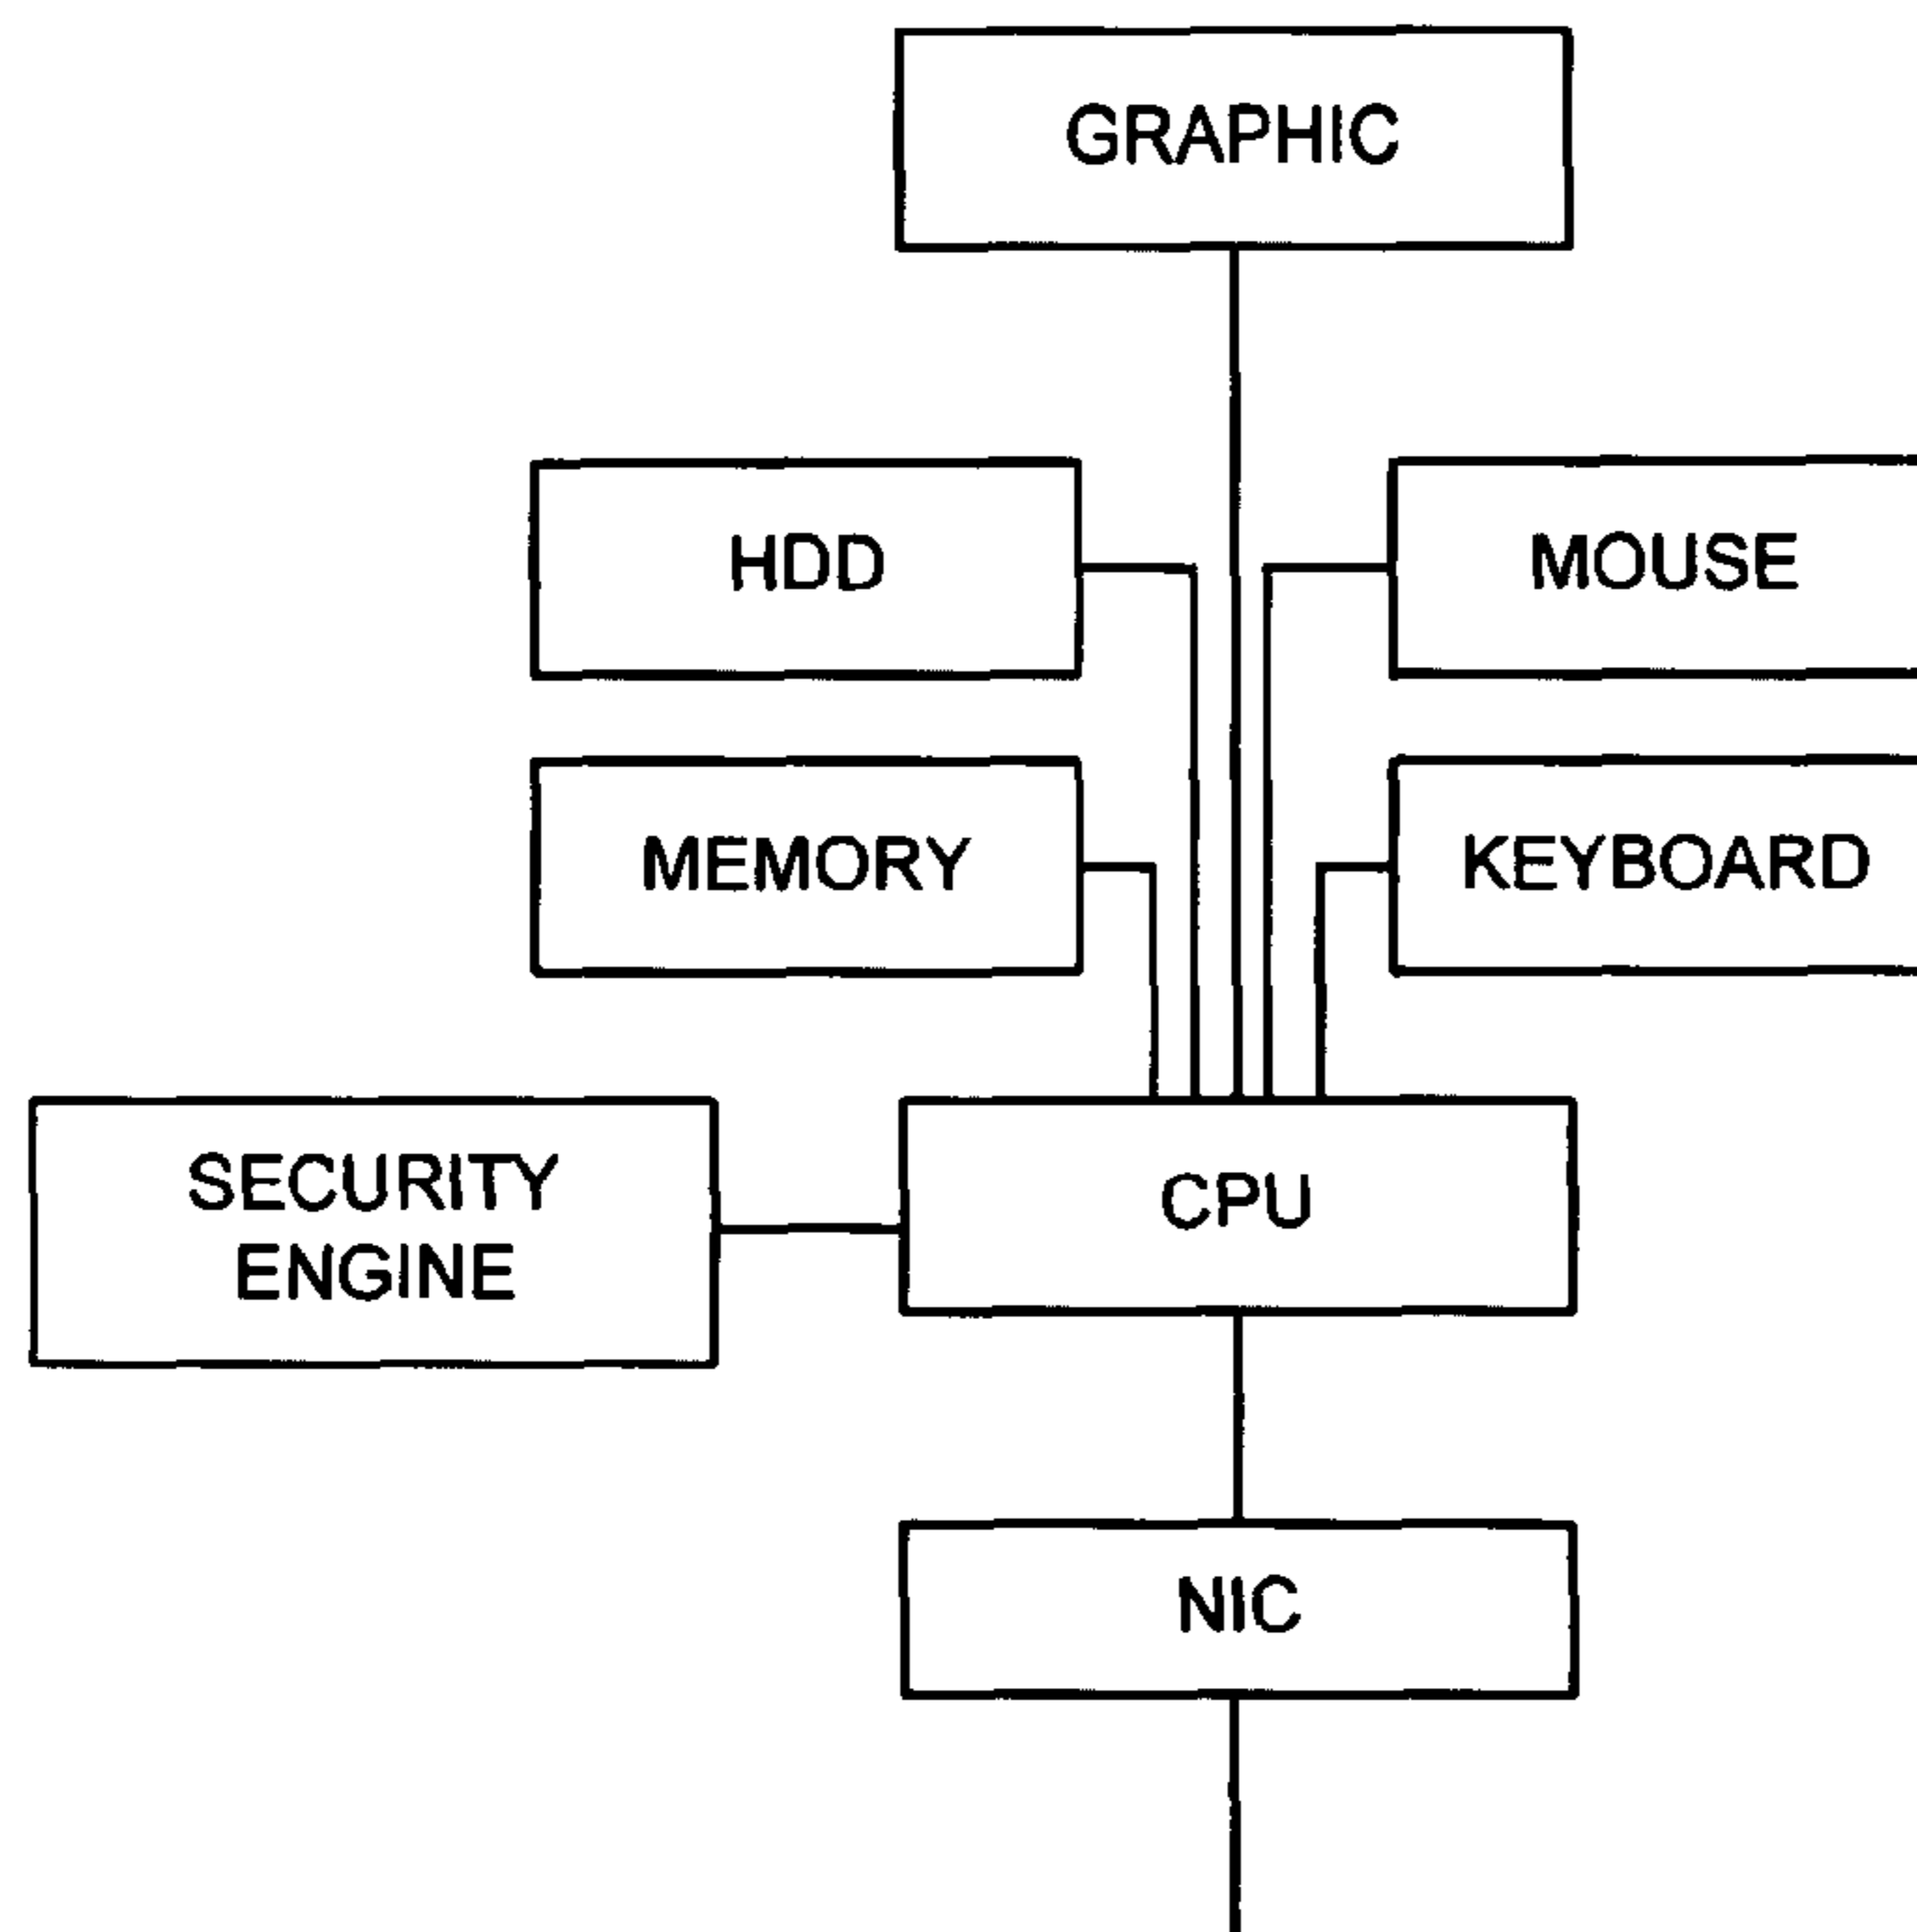 GRAPHIC
HDD
MOUSE
MEMORY
KEYBOARD
SECURITY
ENGINE
CPU
NIC